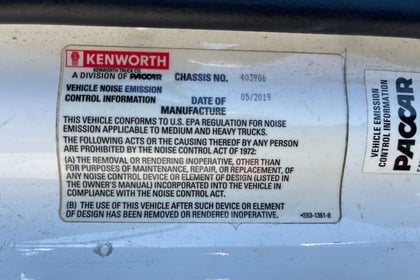 KENWORTH
KENWORTH TRUCK CO.
A DIVISION OF PACCAR CHASSIS NO. 403906
VEHICLE NOISE EMISSION
CONTROL INFORMATION
DATE OF MANUFACTURE 05/2019
THIS VEHICLE CONFORMS TO U.S. EPA REGULATION FOR NOISE
EMISSION APPLICABLE TO MEDIUM AND HEAVY TRUCKS.
THE FOLLOWING ACTS OR THE CAUSING THEREOF BY ANY PERSON
ARE PROHIBITED BY THE NOISE CONTROL ACT OF 1972:
(A) THE REMOVAL OR RENDERING INOPERATIVE, OTHER THAN
FOR PURPOSES OF MAINTENANCE, REPAIR, OR REPLACEMENT, OF
ANY NOISE CONTROL DEVICE OR ELEMENT OF DESIGN (LISTED IN
THE OWNER'S MANUAL) INCORPORATED INTO THE VEHICLE IN
COMPLIANCE WITH THE NOISE CONTROL ACT.
(B) THE USE OF THIS VEHICLE AFTER SUCH DEVICE OR ELEMENT
OF DESIGN HAS BEEN REMOVED OR RENDERED INOPERATIVE.
•S53-1361-B
PACCAR
VEHICLE EMISSION
CONTROL INFORMATION